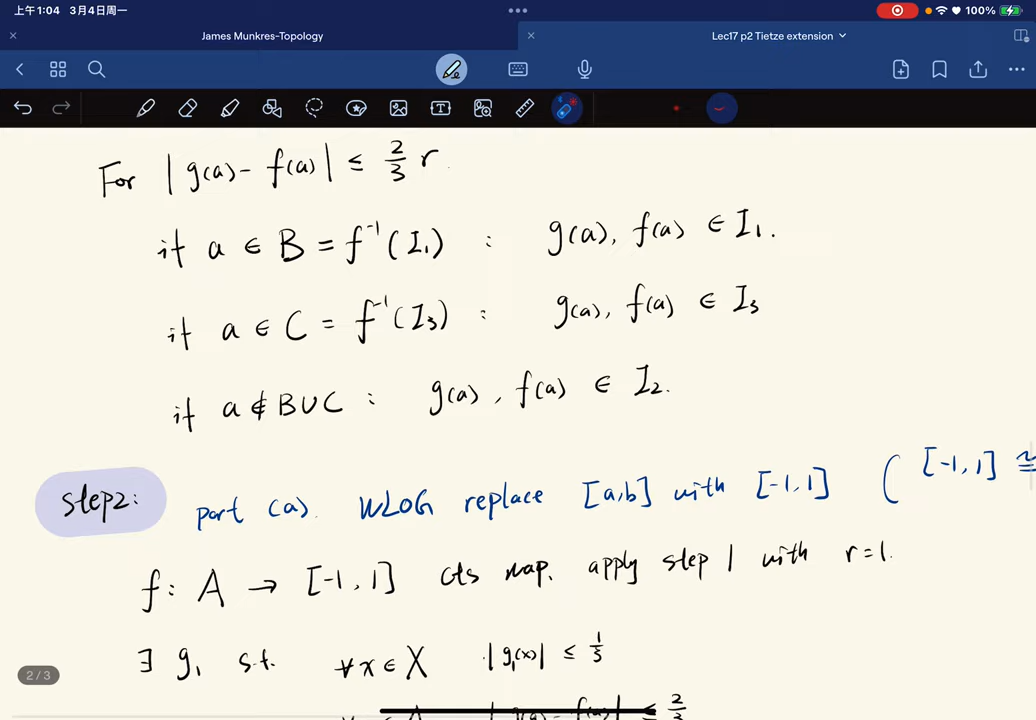 上午1:04 3月4日周一
100%
James Munkres-Topology
Lec17 p2 Tietze extension
For |g(a) - f(a)| ≤ 2/3 r.
if a ∈ B = f⁻¹(I₁) : g(a), f(a) ∈ I₁.
if a ∈ C = f⁻¹(I₃) : g(a), f(a) ∈ I₃
if a ∉ B∪C : g(a), f(a) ∈ I₂.
step2: part (a). WLOG replace [a,b] with [-1,1] ( [-1,1] ≅
f: A → [-1,1] cts map. apply step 1 with r=1.
∃ g₁ s.t. ∀x ∈ X |g₁(x)| ≤ 1/3
2/3